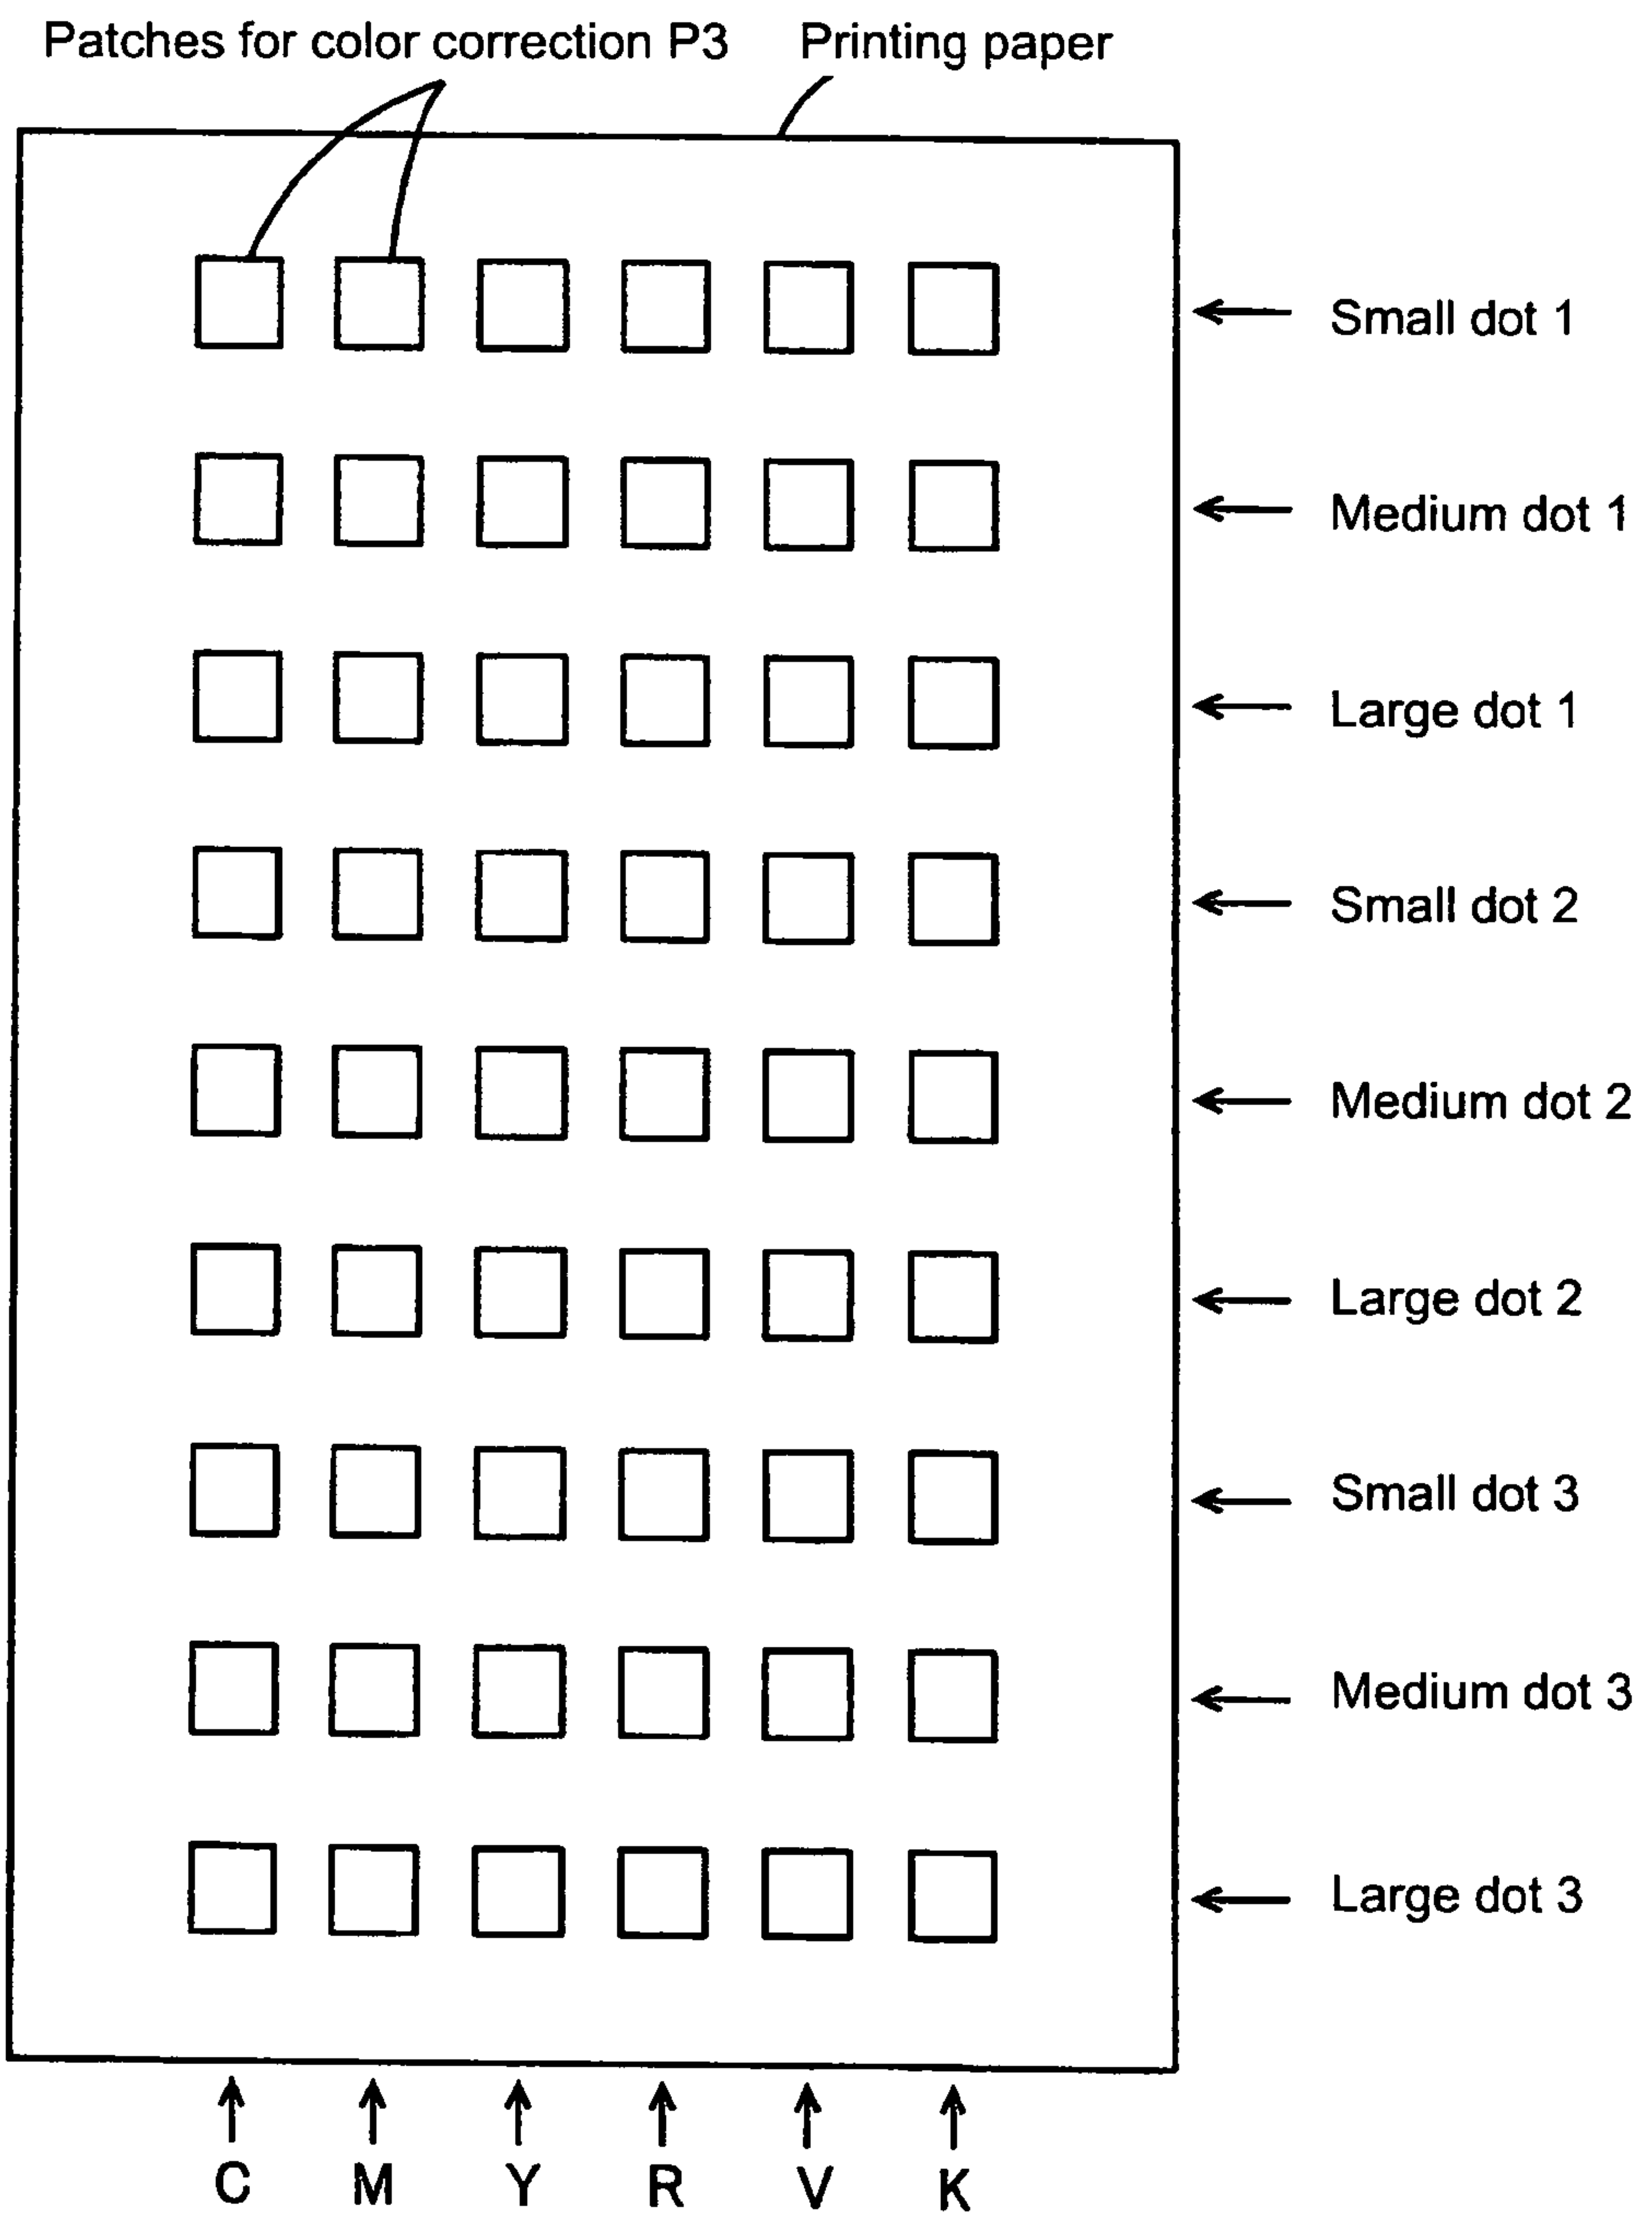 Patches for color correction P3 Printing paper
Small dot 1
Medium dot 1
Large dot 1
Small dot 2
Medium dot 2
Large dot 2
Small dot 3
Medium dot 3
Large dot 3
C M Y R V K